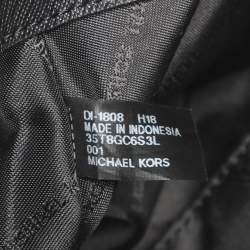 DI-1808 H18
MADE IN INDONESIA
35T8GC6S3L
001
MICHAEL KORS